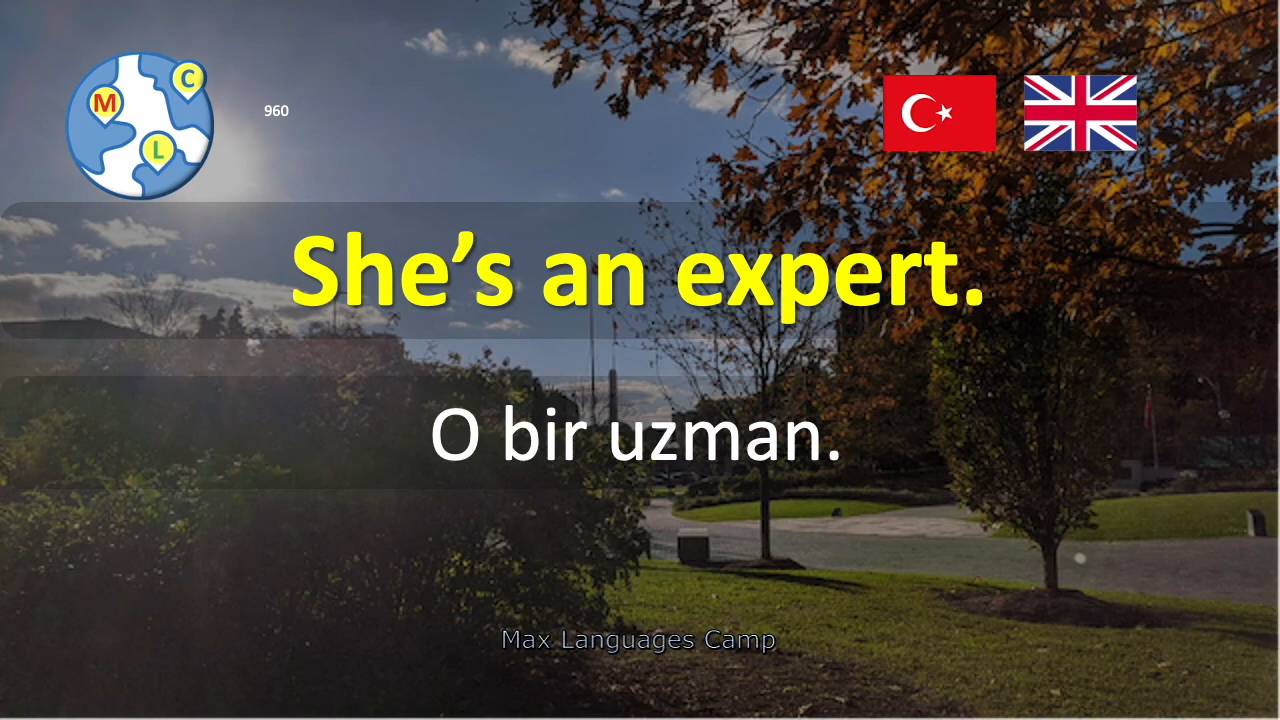 C
M
L
960
She’s an expert.
O bir uzman.
Max Languages Camp